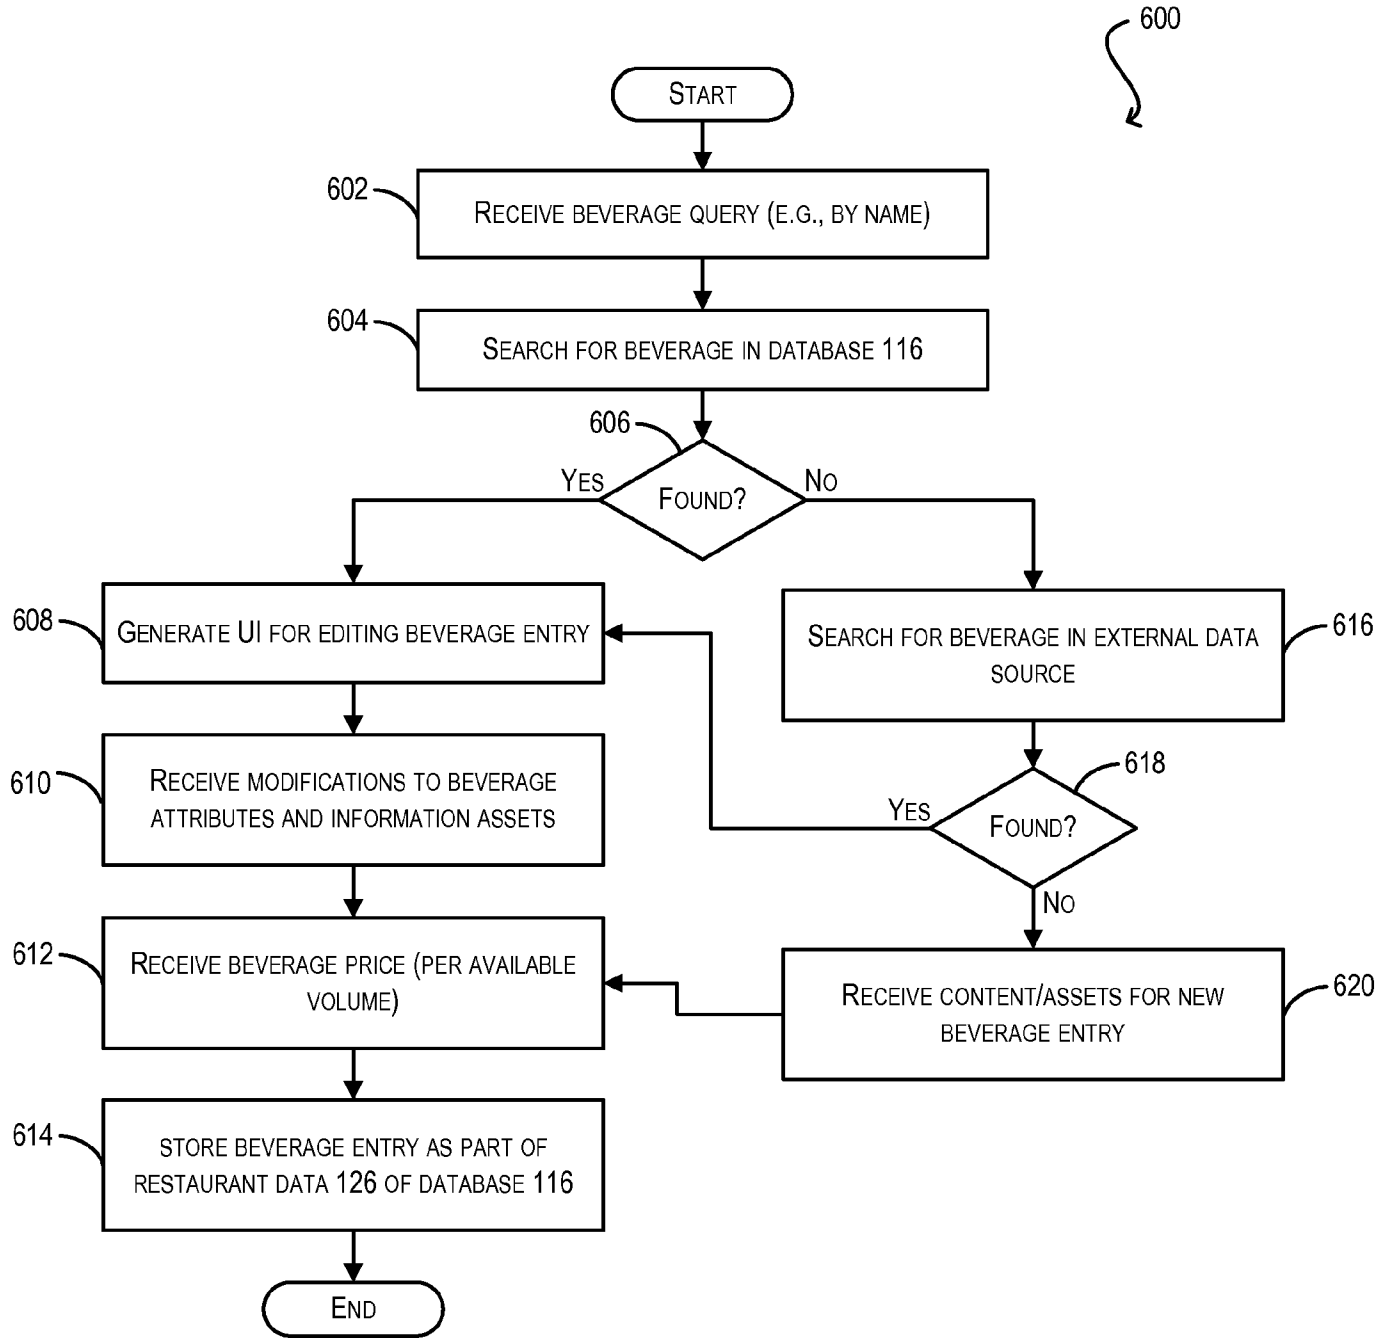 600
START
602
RECEIVE BEVERAGE QUERY (E.G., BY NAME)
604
SEARCH FOR BEVERAGE IN DATABASE 116
606
YES
FOUND?
NO
608
GENERATE UI FOR EDITING BEVERAGE ENTRY
SEARCH FOR BEVERAGE IN EXTERNAL DATA
SOURCE
616
610
RECEIVE MODIFICATIONS TO BEVERAGE
ATTRIBUTES AND INFORMATION ASSETS
618
YES
FOUND?
NO
612
RECEIVE BEVERAGE PRICE (PER AVAILABLE
VOLUME)
RECEIVE CONTENT/ASSETS FOR NEW
BEVERAGE ENTRY
620
614
STORE BEVERAGE ENTRY AS PART OF
RESTAURANT DATA 126 OF DATABASE 116
END